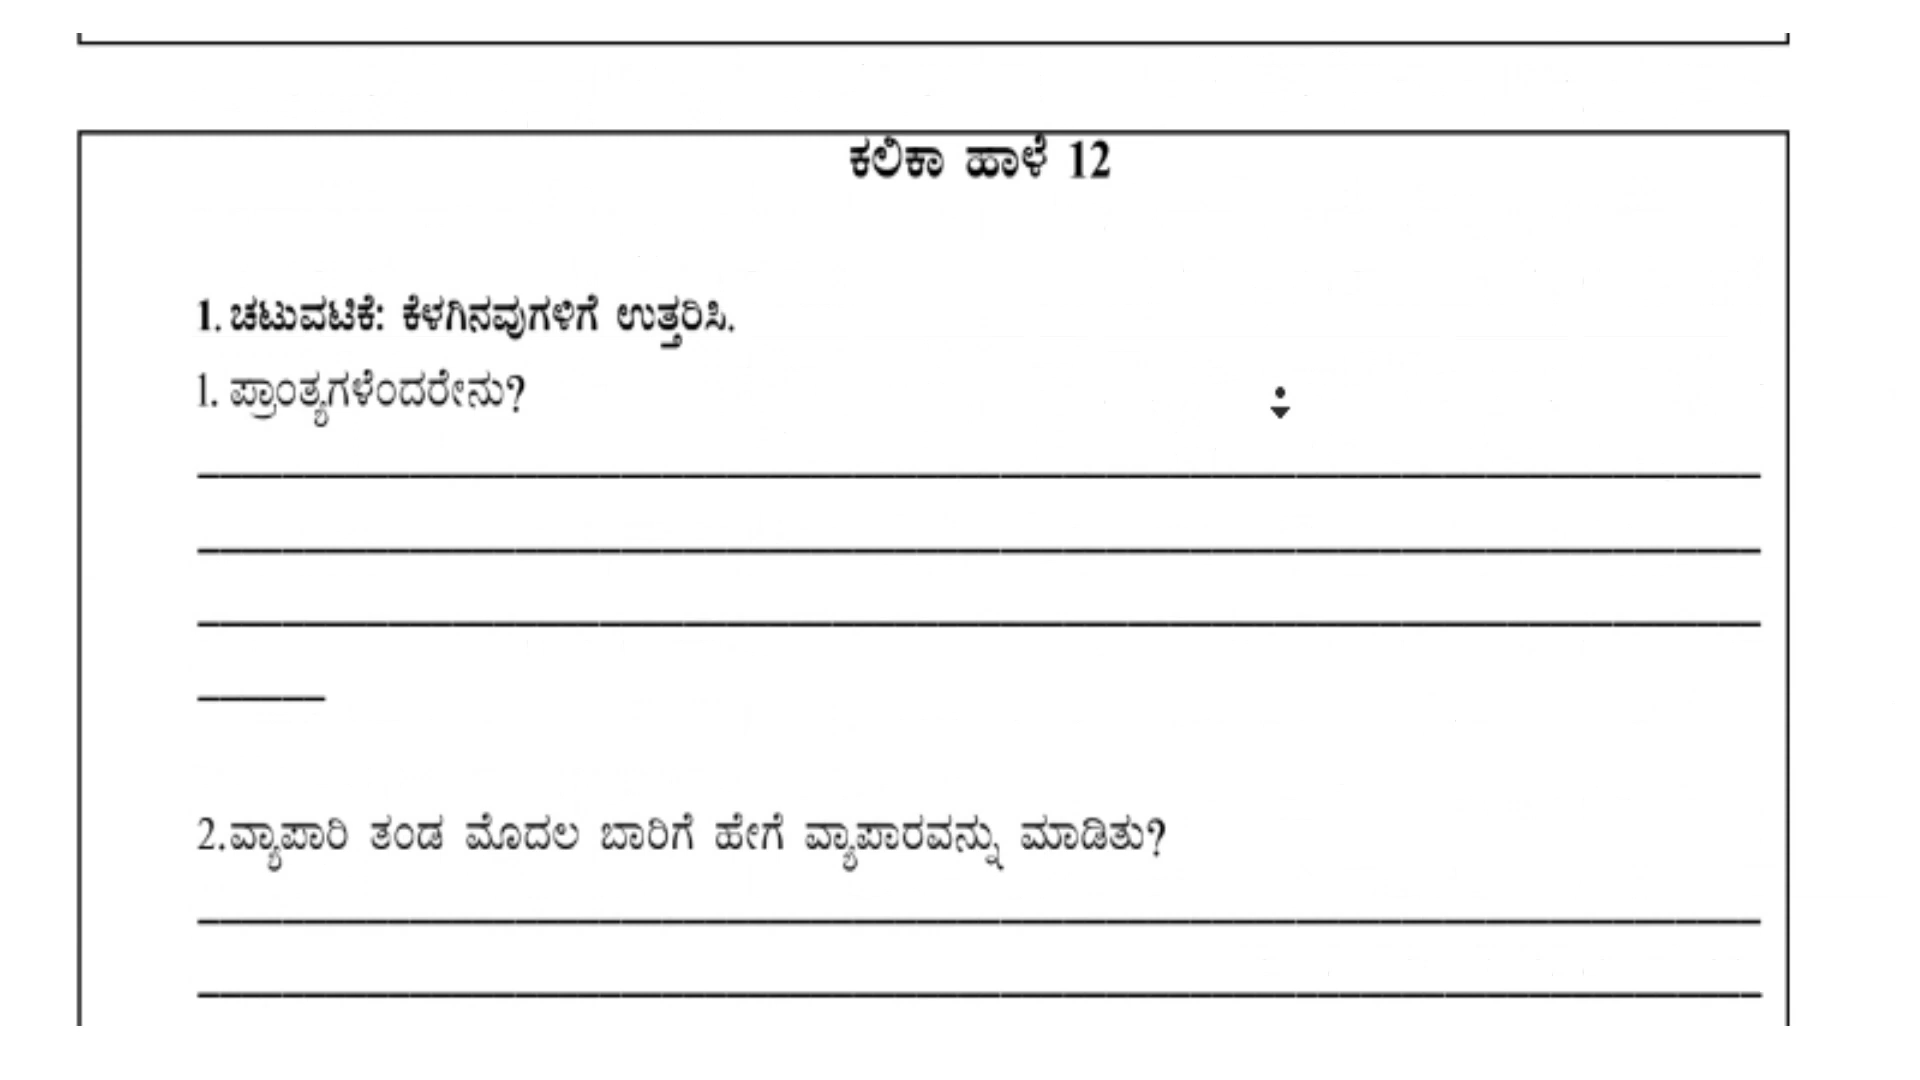 ಕಲಿಕಾ ಹಾಳೆ 12
1. ಚಟುವಟಿಕೆ: ಕೆಳಗಿನವುಗಳಿಗೆ ಉತ್ತರಿಸಿ.
1. ಪ್ರಾಂತ್ಯಗಳೆಂದರೇನು?
2.ವ್ಯಾಪಾರಿ ತಂಡ ಮೊದಲ ಬಾರಿಗೆ ಹೇಗೆ ವ್ಯಾಪಾರವನ್ನು ಮಾಡಿತು?